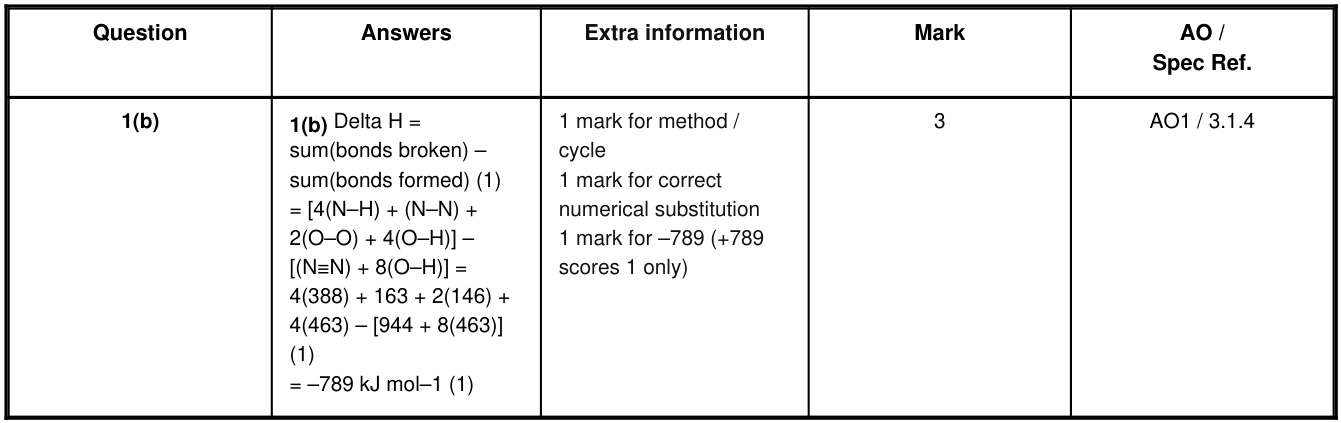 Question Answers Extra information Mark AO /
Spec Ref.
1(b)
1(b) Delta H =
sum(bonds broken) –
sum(bonds formed) (1)
= [4(N–H) + (N–N) +
2(O–O) + 4(O–H)] –
[(N≡N) + 8(O–H)] =
4(388) + 163 + 2(146) +
4(463) – [944 + 8(463)]
(1)
= –789 kJ mol–1 (1)
1 mark for method /
cycle
1 mark for correct
numerical substitution
1 mark for –789 (+789
scores 1 only)
3
AO1 / 3.1.4